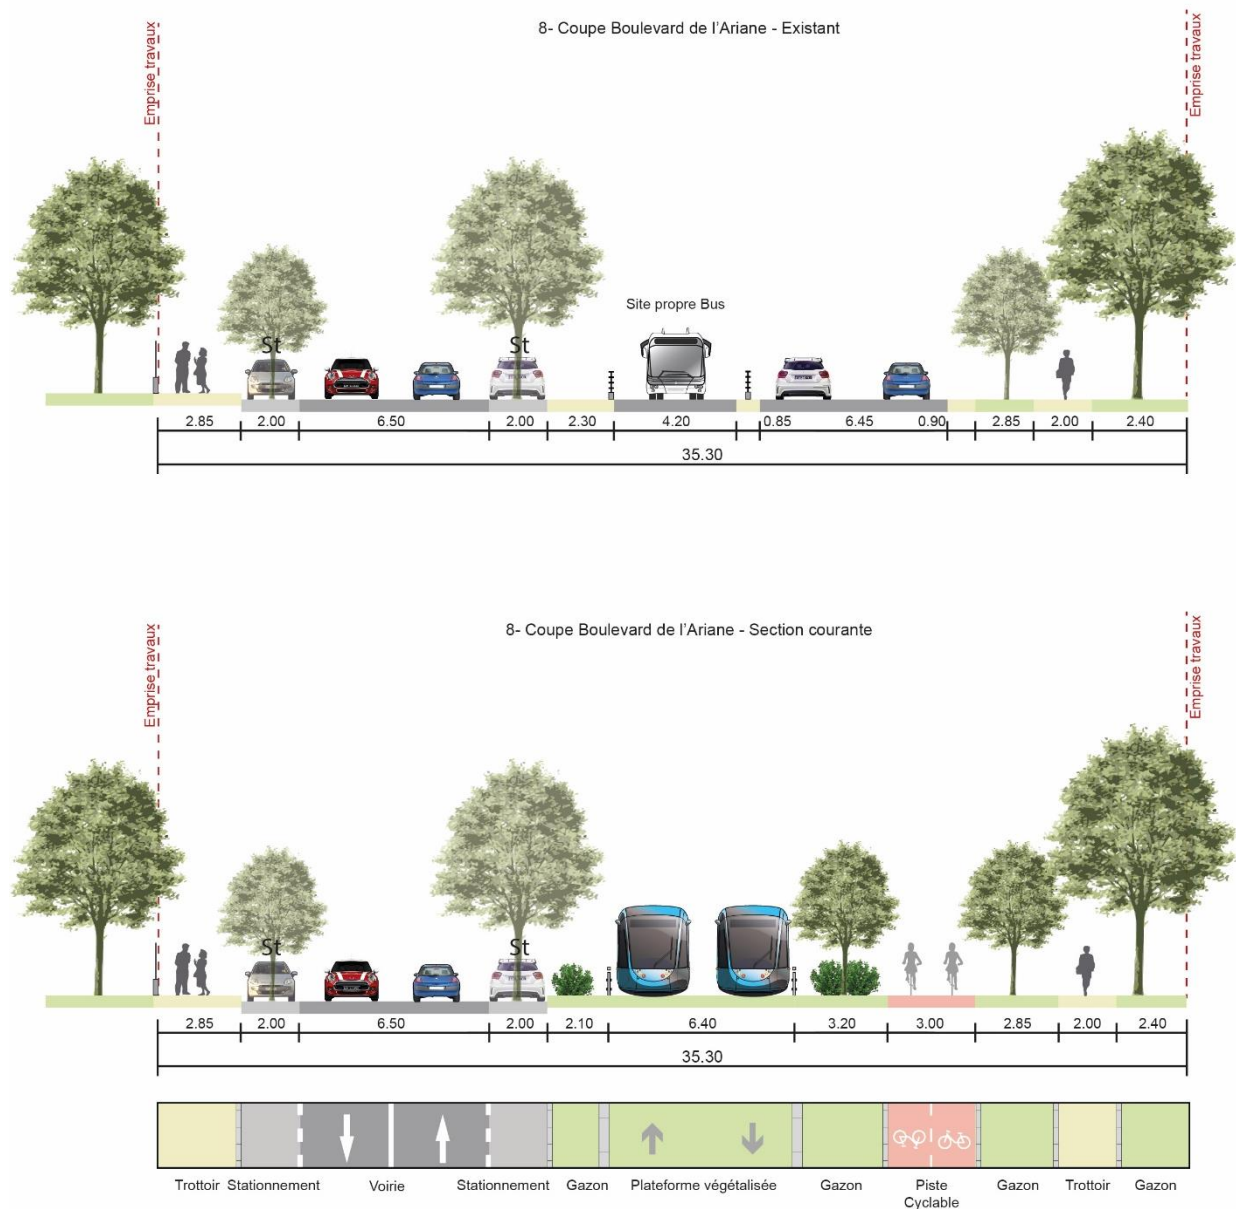 8- Coupe Boulevard de l'Ariane - Existant
Emprise travaux
Emprise travaux
Site propre Bus
St
St
2.85 2.00 6.50 2.00 2.30 4.20 0.85 6.45 0.90 2.85 2.00 2.40
35.30
8- Coupe Boulevard de l'Ariane - Section courante
Emprise travaux
Emprise travaux
St
St
2.85 2.00 6.50 2.00 2.10 6.40 3.20 3.00 2.85 2.00 2.40
35.30
Trottoir Stationnement Voirie Stationnement Gazon Plateforme végétalisée Gazon Piste Gazon Trottoir Gazon
Cyclable